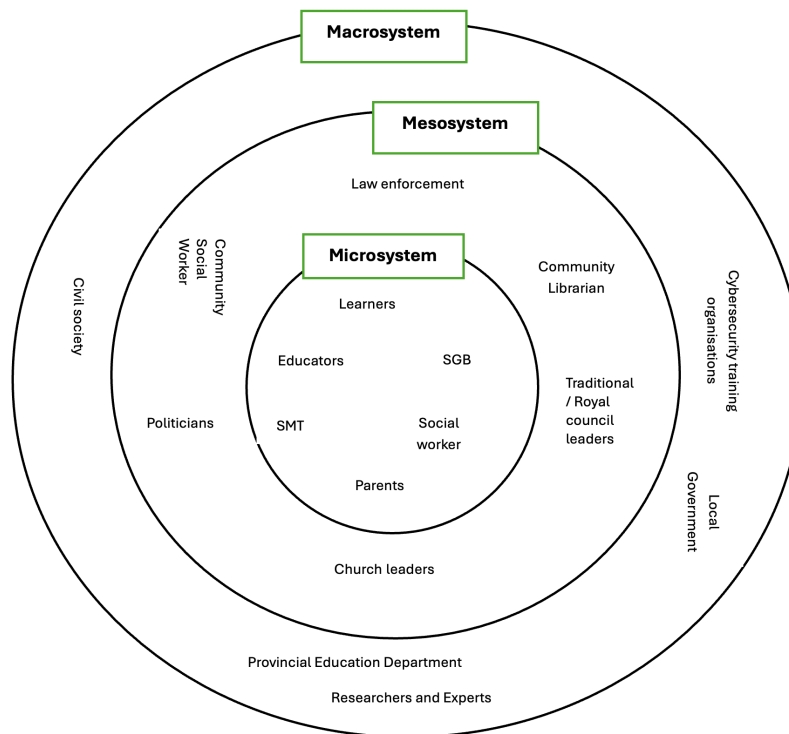 Macrosystem
Mesosystem
Law enforcement
Community
Social
Worker
Microsystem
Community
Librarian
Learners
Civil society
Cybersecurity training
organisations
Educators
SGB
Traditional
/ Royal
council
leaders
Politicians
SMT
Social
worker
Parents
Local
Government
Church leaders
Provincial Education Department
Researchers and Experts